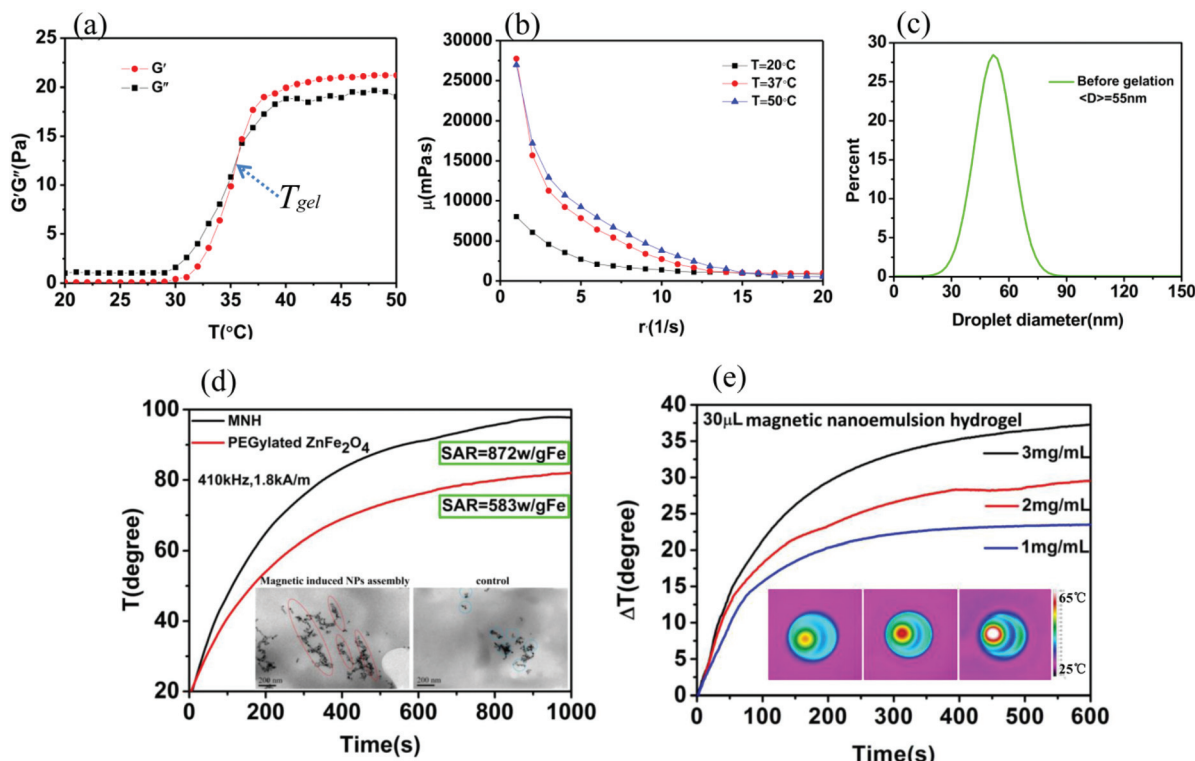 (a)
25
20
15
10
5
0
G'G"(Pa)
G'
G"
Tgel
20 25 30 35 40 45 50
T(°C)
(b)
30000
25000
20000
15000
10000
5000
0
μ(mPa·s)
T=20°C
T=37°C
T=50°C
0 5 10 15 20
r·(1/s)
(c)
30
20
10
0
Percent
Before gelation
<D>=55nm
0 30 60 90 120 150
Droplet diameter(nm)
(d)
100
80
60
40
20
T(degree)
MNH
PEGylated ZnFe₂O₄
410kHz,1.8kA/m
SAR=872w/gFe
SAR=583w/gFe
Magnetic induced NPs assembly
control
200 nm
200 nm
0 200 400 600 800 1000
Time(s)
(e)
40
35
30
25
20
15
10
5
0
ΔT(degree)
30μL magnetic nanoemulsion hydrogel
3mg/mL
2mg/mL
1mg/mL
65℃
25℃
0 100 200 300 400 500 600
Time(s)